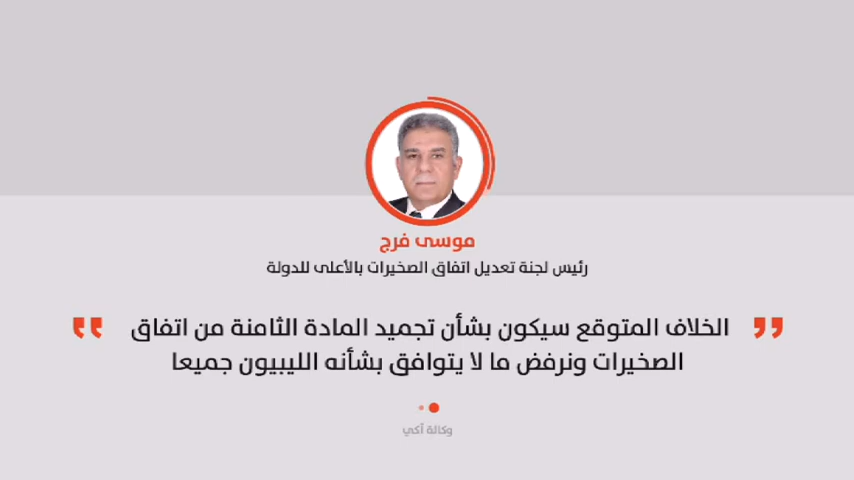 موسى فرج
رئيس لجنة تعديل اتفاق الصخيرات بالأعلى للدولة
الخلاف المتوقع سيكون بشأن تجميد المادة الثامنة من اتفاق
الصخيرات ونرفض ما لا يتوافق بشأنه الليبيون جميعا
وكالة آكي